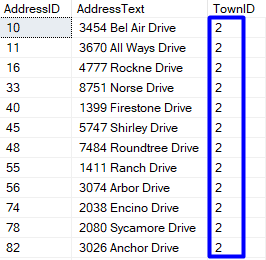 AddressID AddressText TownID
10 3454 Bel Air Drive 2
11 3670 All Ways Drive 2
16 4777 Rockne Drive 2
33 8751 Norse Drive 2
40 1399 Firestone Drive 2
45 5747 Shirley Drive 2
48 7484 Roundtree Drive 2
55 1411 Ranch Drive 2
56 3074 Arbor Drive 2
74 2038 Encino Drive 2
78 2080 Sycamore Drive 2
82 3026 Anchor Drive 2